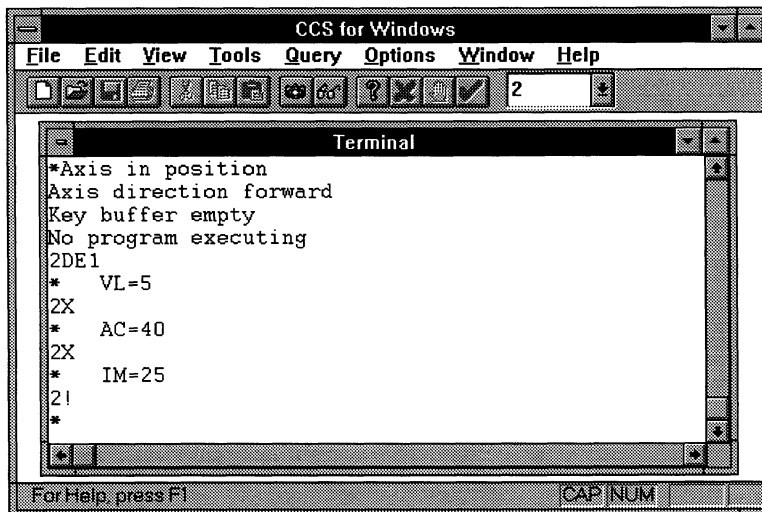 CCS for Windows
File Edit View Tools Query Options Window Help
2
Terminal
*Axis in position
Axis direction forward
Key buffer empty
No program executing
2DE1
*   VL=5
2X
*   AC=40
2X
*   IM=25
2!
*
For Help, press F1 CAP NUM